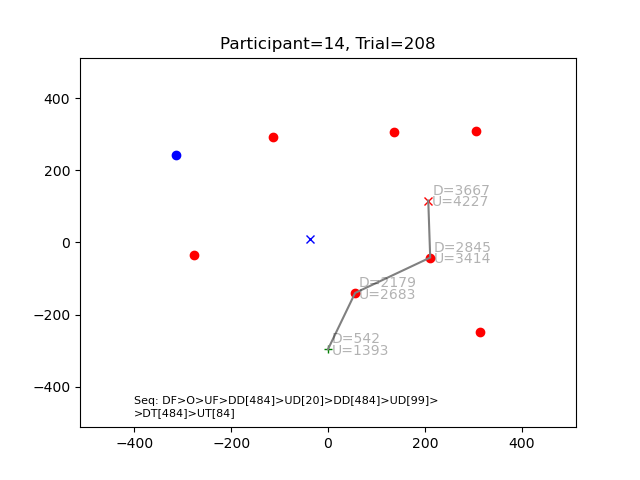 Participant=14, Trial=208
400
200
0
−200
−400
D=3667
U=4227
D=2845
U=3414
D=2179
U=2683
D=542
U=1393
Seq: DF>O>UF>DD[484]>UD[20]>DD[484]>UD[99]>
>DT[484]>UT[84]
−400 −200 0 200 400